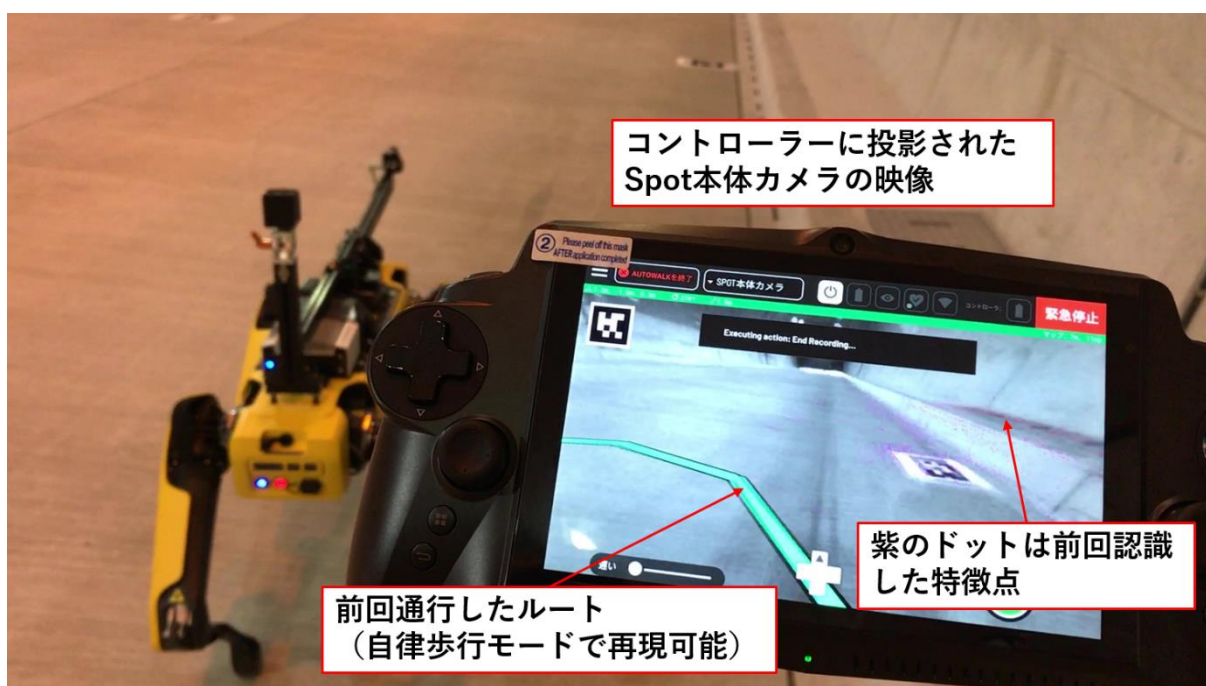 コントローラーに投影された
Spot本体カメラの映像
② Please peel off this mask
AFTER application completed
AUTOWALKを終了
SPOT本体カメラ
コントローラ:
緊急停止
Executing action: End Recording...
遅い
紫のドットは前回認識
した特徴点
前回通行したルート
（自律歩行モードで再現可能）